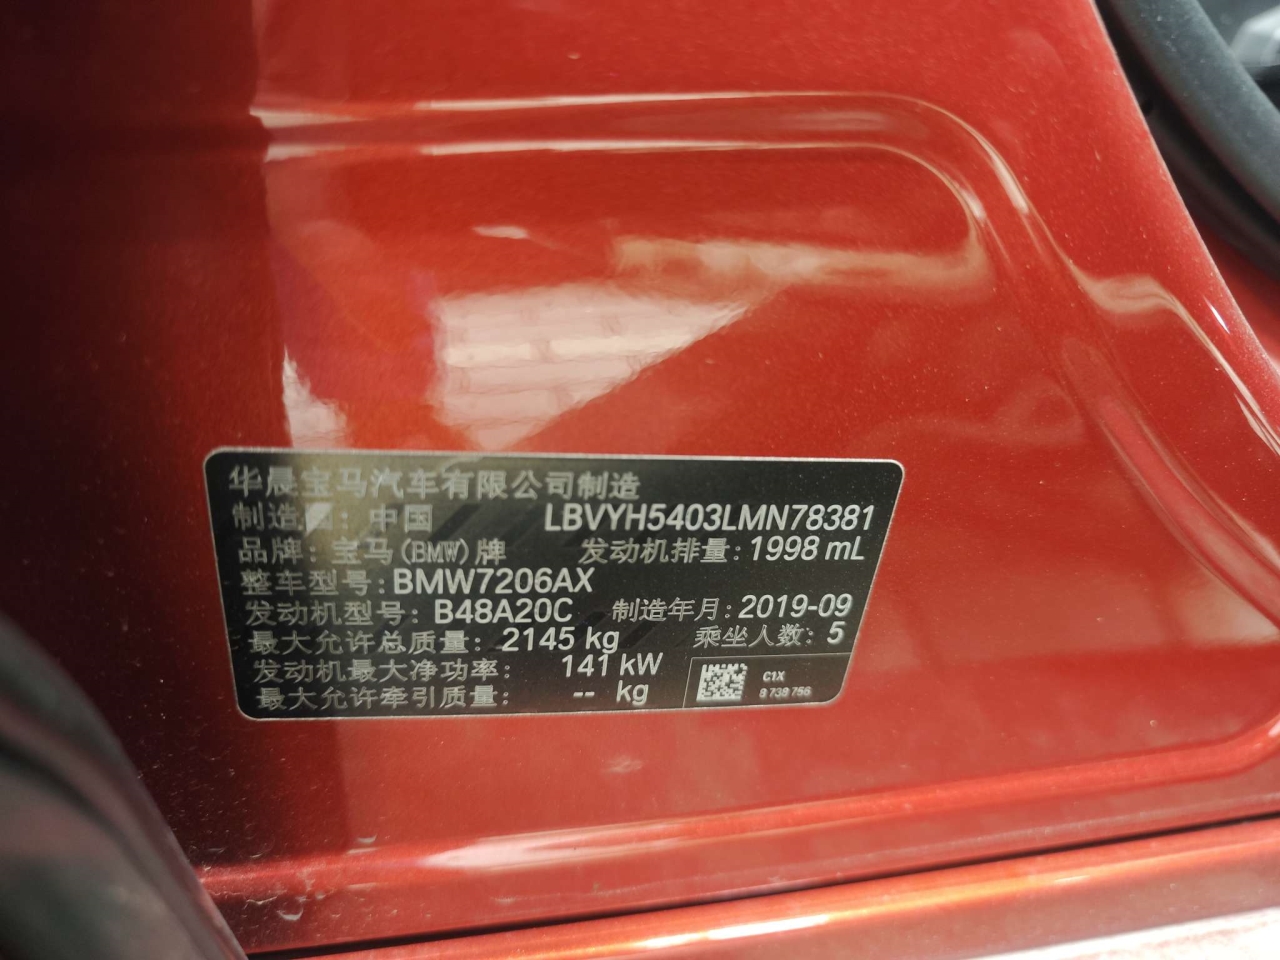 华晨宝马汽车有限公司制造
制造国：中国 LBVYH5403LMN78381
品牌：宝马(BMW)牌 发动机排量：1998 mL
整车型号：BMW7206AX
发动机型号：B48A20C 制造年月：2019-09
最大允许总质量：2145 kg 乘坐人数：5
发动机最大净功率：141 kW
最大允许牵引质量：-- kg
C1X
8 738 756